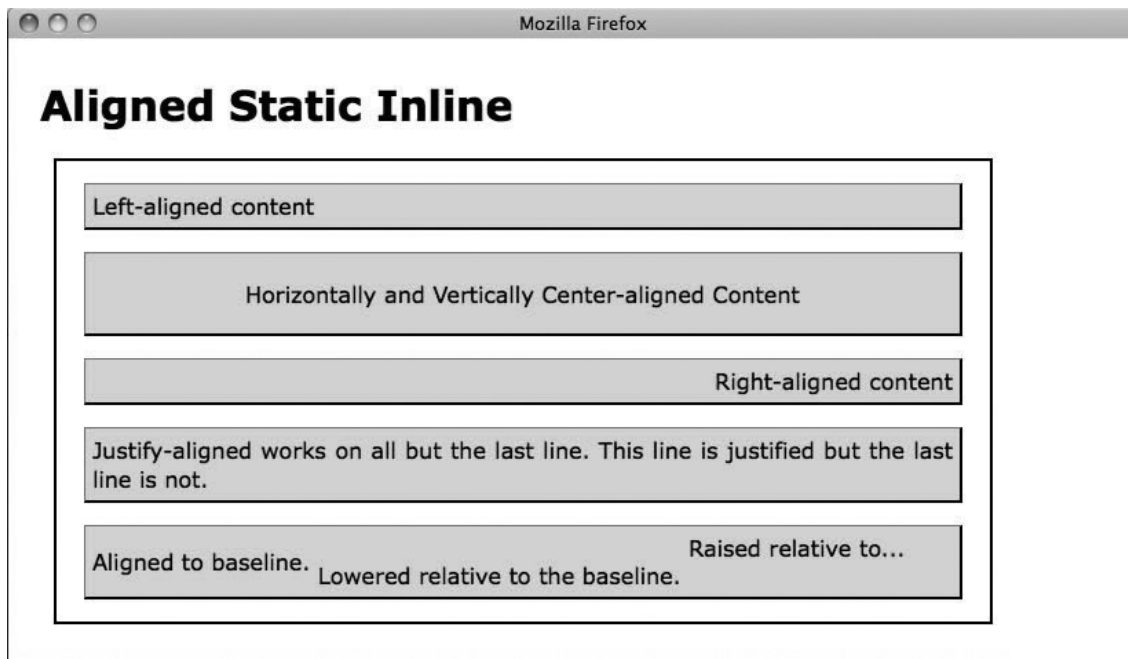 Mozilla Firefox
Aligned Static Inline
Left-aligned content
Horizontally and Vertically Center-aligned Content
Right-aligned content
Justify-aligned works on all but the last line. This line is justified but the last
line is not.
Aligned to baseline. Lowered relative to the baseline. Raised relative to...